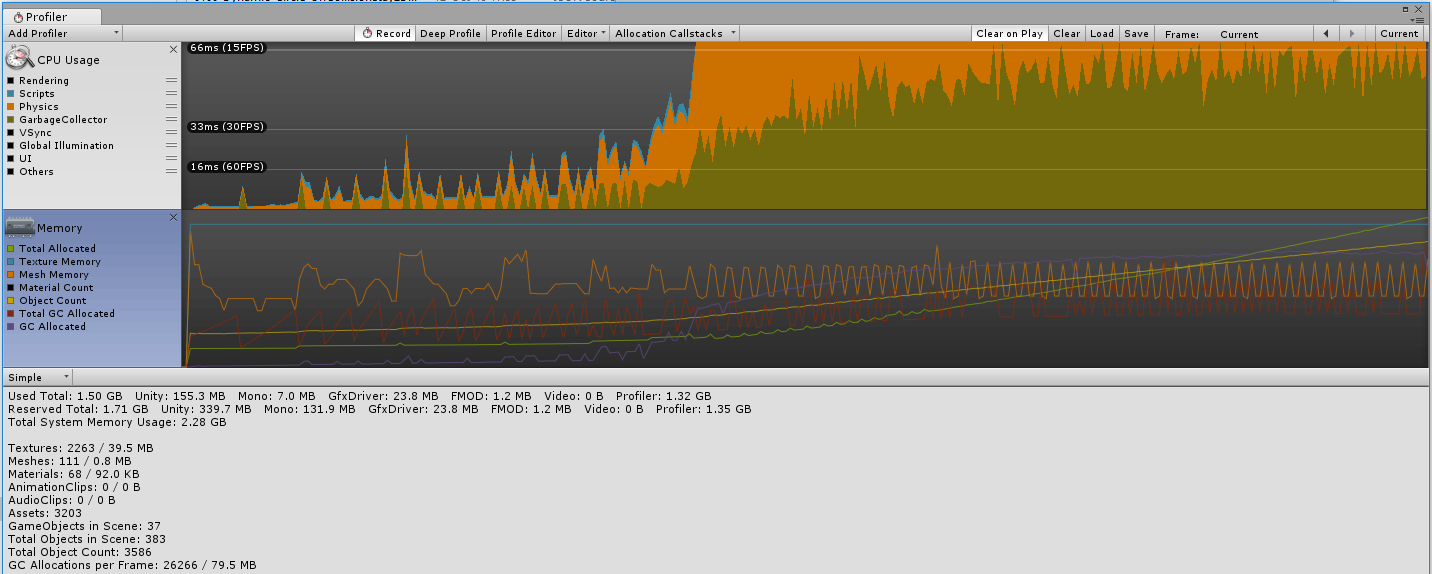 Profiler
Add Profiler Record Deep Profile Profile Editor Editor Allocation Callstacks Clear on Play Clear Load Save Frame: Current Current
CPU Usage
Rendering
Scripts
Physics
GarbageCollector
VSync
Global Illumination
UI
Others
66ms (15FPS)
33ms (30FPS)
16ms (60FPS)
Memory
Total Allocated
Texture Memory
Mesh Memory
Material Count
Object Count
Total GC Allocated
GC Allocated
Simple
Used Total: 1.50 GB Unity: 155.3 MB Mono: 7.0 MB GfxDriver: 23.8 MB FMOD: 1.2 MB Video: 0 B Profiler: 1.32 GB
Reserved Total: 1.71 GB Unity: 339.7 MB Mono: 131.9 MB GfxDriver: 23.8 MB FMOD: 1.2 MB Video: 0 B Profiler: 1.35 GB
Total System Memory Usage: 2.28 GB
Textures: 2263 / 39.5 MB
Meshes: 111 / 0.8 MB
Materials: 68 / 92.0 KB
AnimationClips: 0 / 0 B
AudioClips: 0 / 0 B
Assets: 3203
GameObjects in Scene: 37
Total Objects in Scene: 383
Total Object Count: 3586
GC Allocations per Frame: 26266 / 79.5 MB